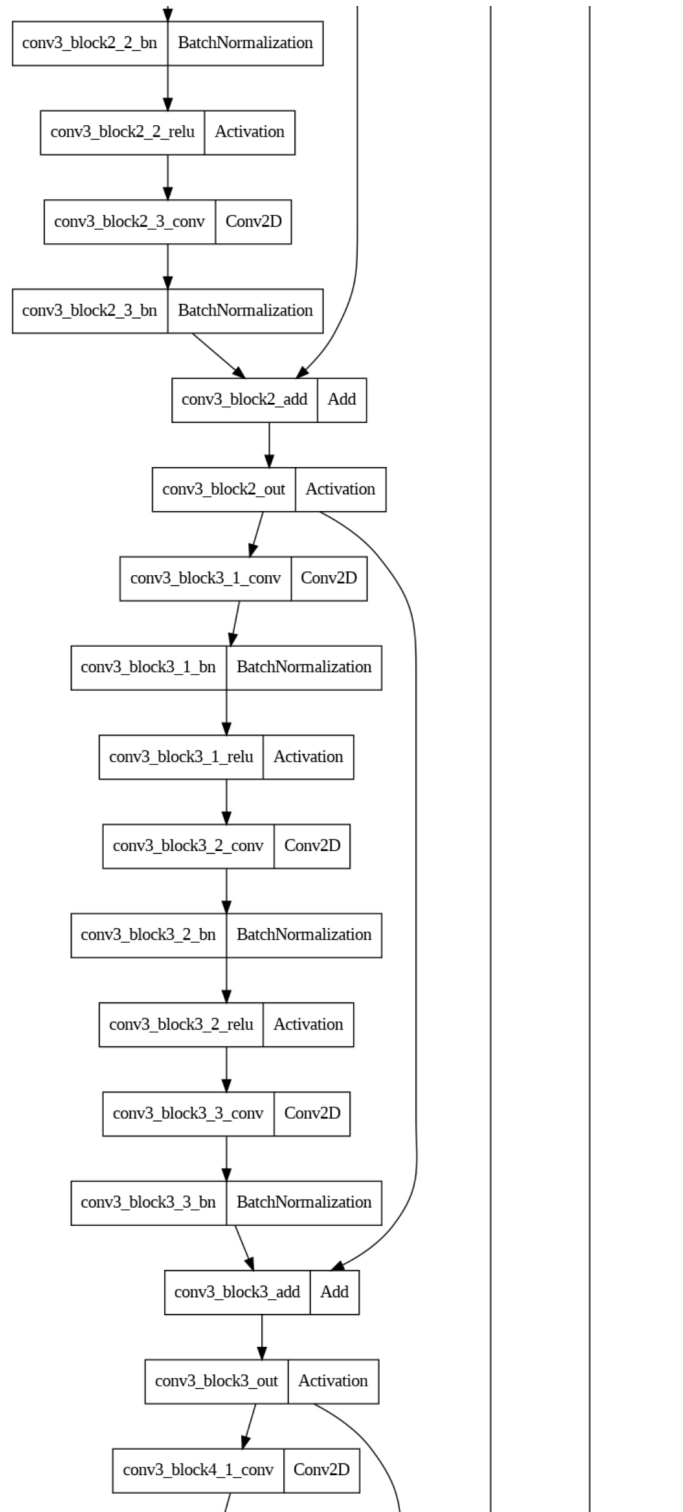 conv3_block2_2_bn BatchNormalization
conv3_block2_2_relu Activation
conv3_block2_3_conv Conv2D
conv3_block2_3_bn BatchNormalization
conv3_block2_add Add
conv3_block2_out Activation
conv3_block3_1_conv Conv2D
conv3_block3_1_bn BatchNormalization
conv3_block3_1_relu Activation
conv3_block3_2_conv Conv2D
conv3_block3_2_bn BatchNormalization
conv3_block3_2_relu Activation
conv3_block3_3_conv Conv2D
conv3_block3_3_bn BatchNormalization
conv3_block3_add Add
conv3_block3_out Activation
conv3_block4_1_conv Conv2D